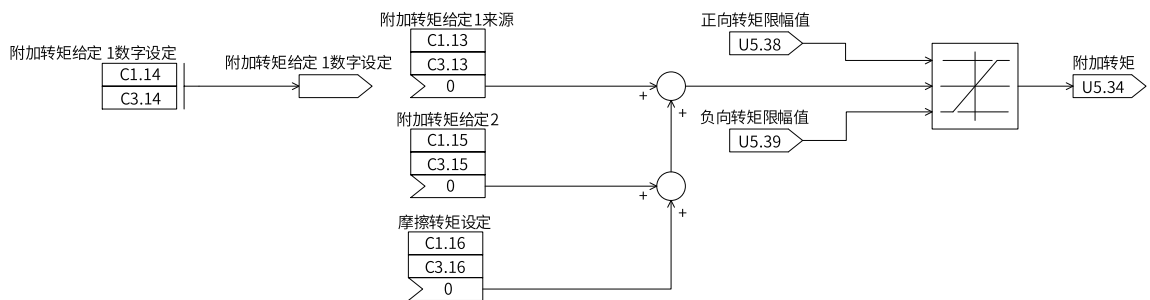 附加转矩给定 1数字设定
C1.14
C3.14
附加转矩给定 1数字设定
附加转矩给定1来源
C1.13
C3.13
0
附加转矩给定2
C1.15
C3.15
0
摩擦转矩设定
C1.16
C3.16
0
+
+
+
+
正向转矩限幅值
U5.38
负向转矩限幅值
U5.39
附加转矩
U5.34